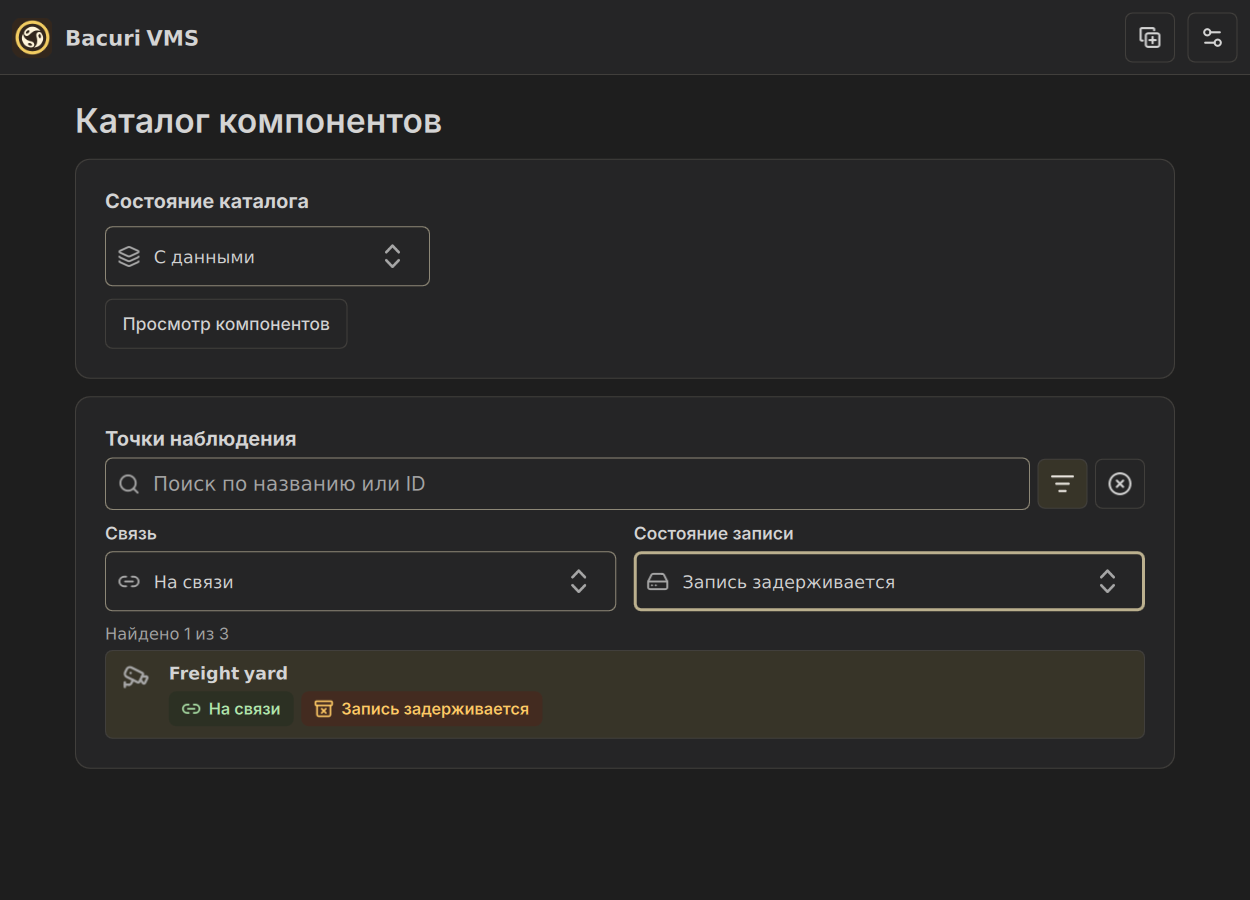 Bacuri VMS
Каталог компонентов
Состояние каталога
С данными
Просмотр компонентов
Точки наблюдения
Поиск по названию или ID
Связь
Состояние записи
На связи
Запись задерживается
Найдено 1 из 3
Freight yard
На связи
Запись задерживается